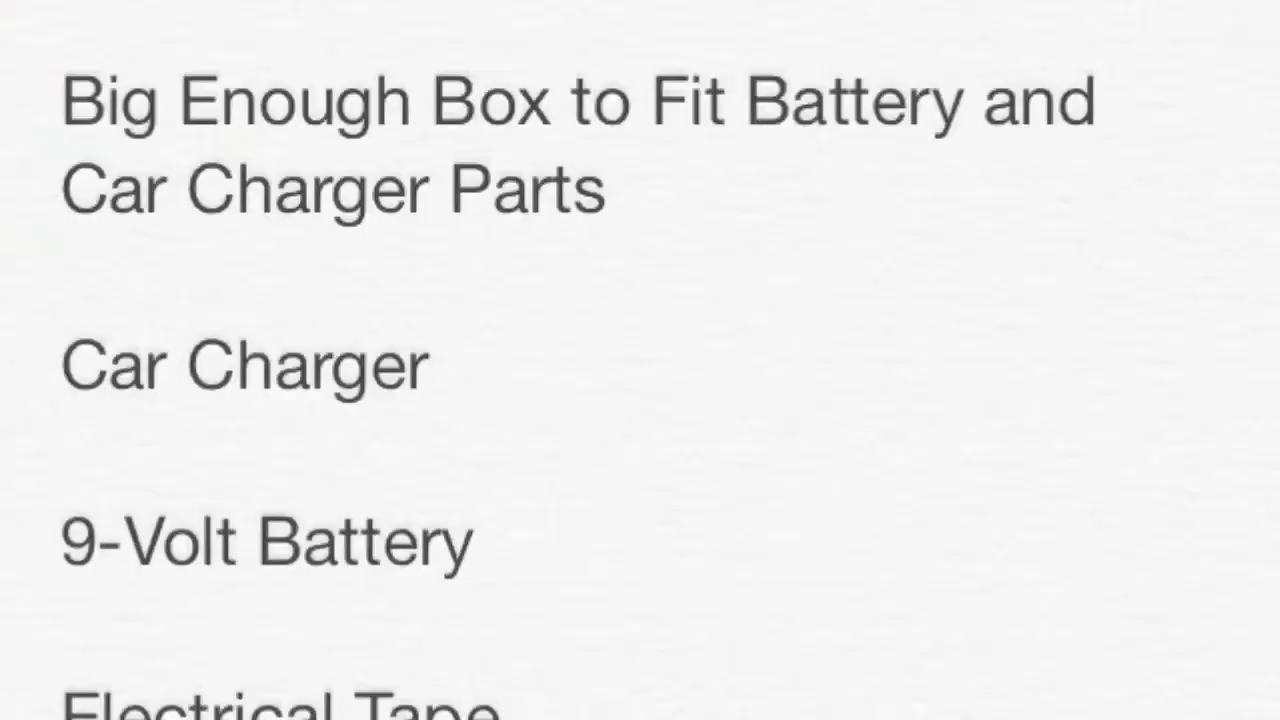 Big Enough Box to Fit Battery and
Car Charger Parts
Car Charger
9-Volt Battery
Electrical Tape